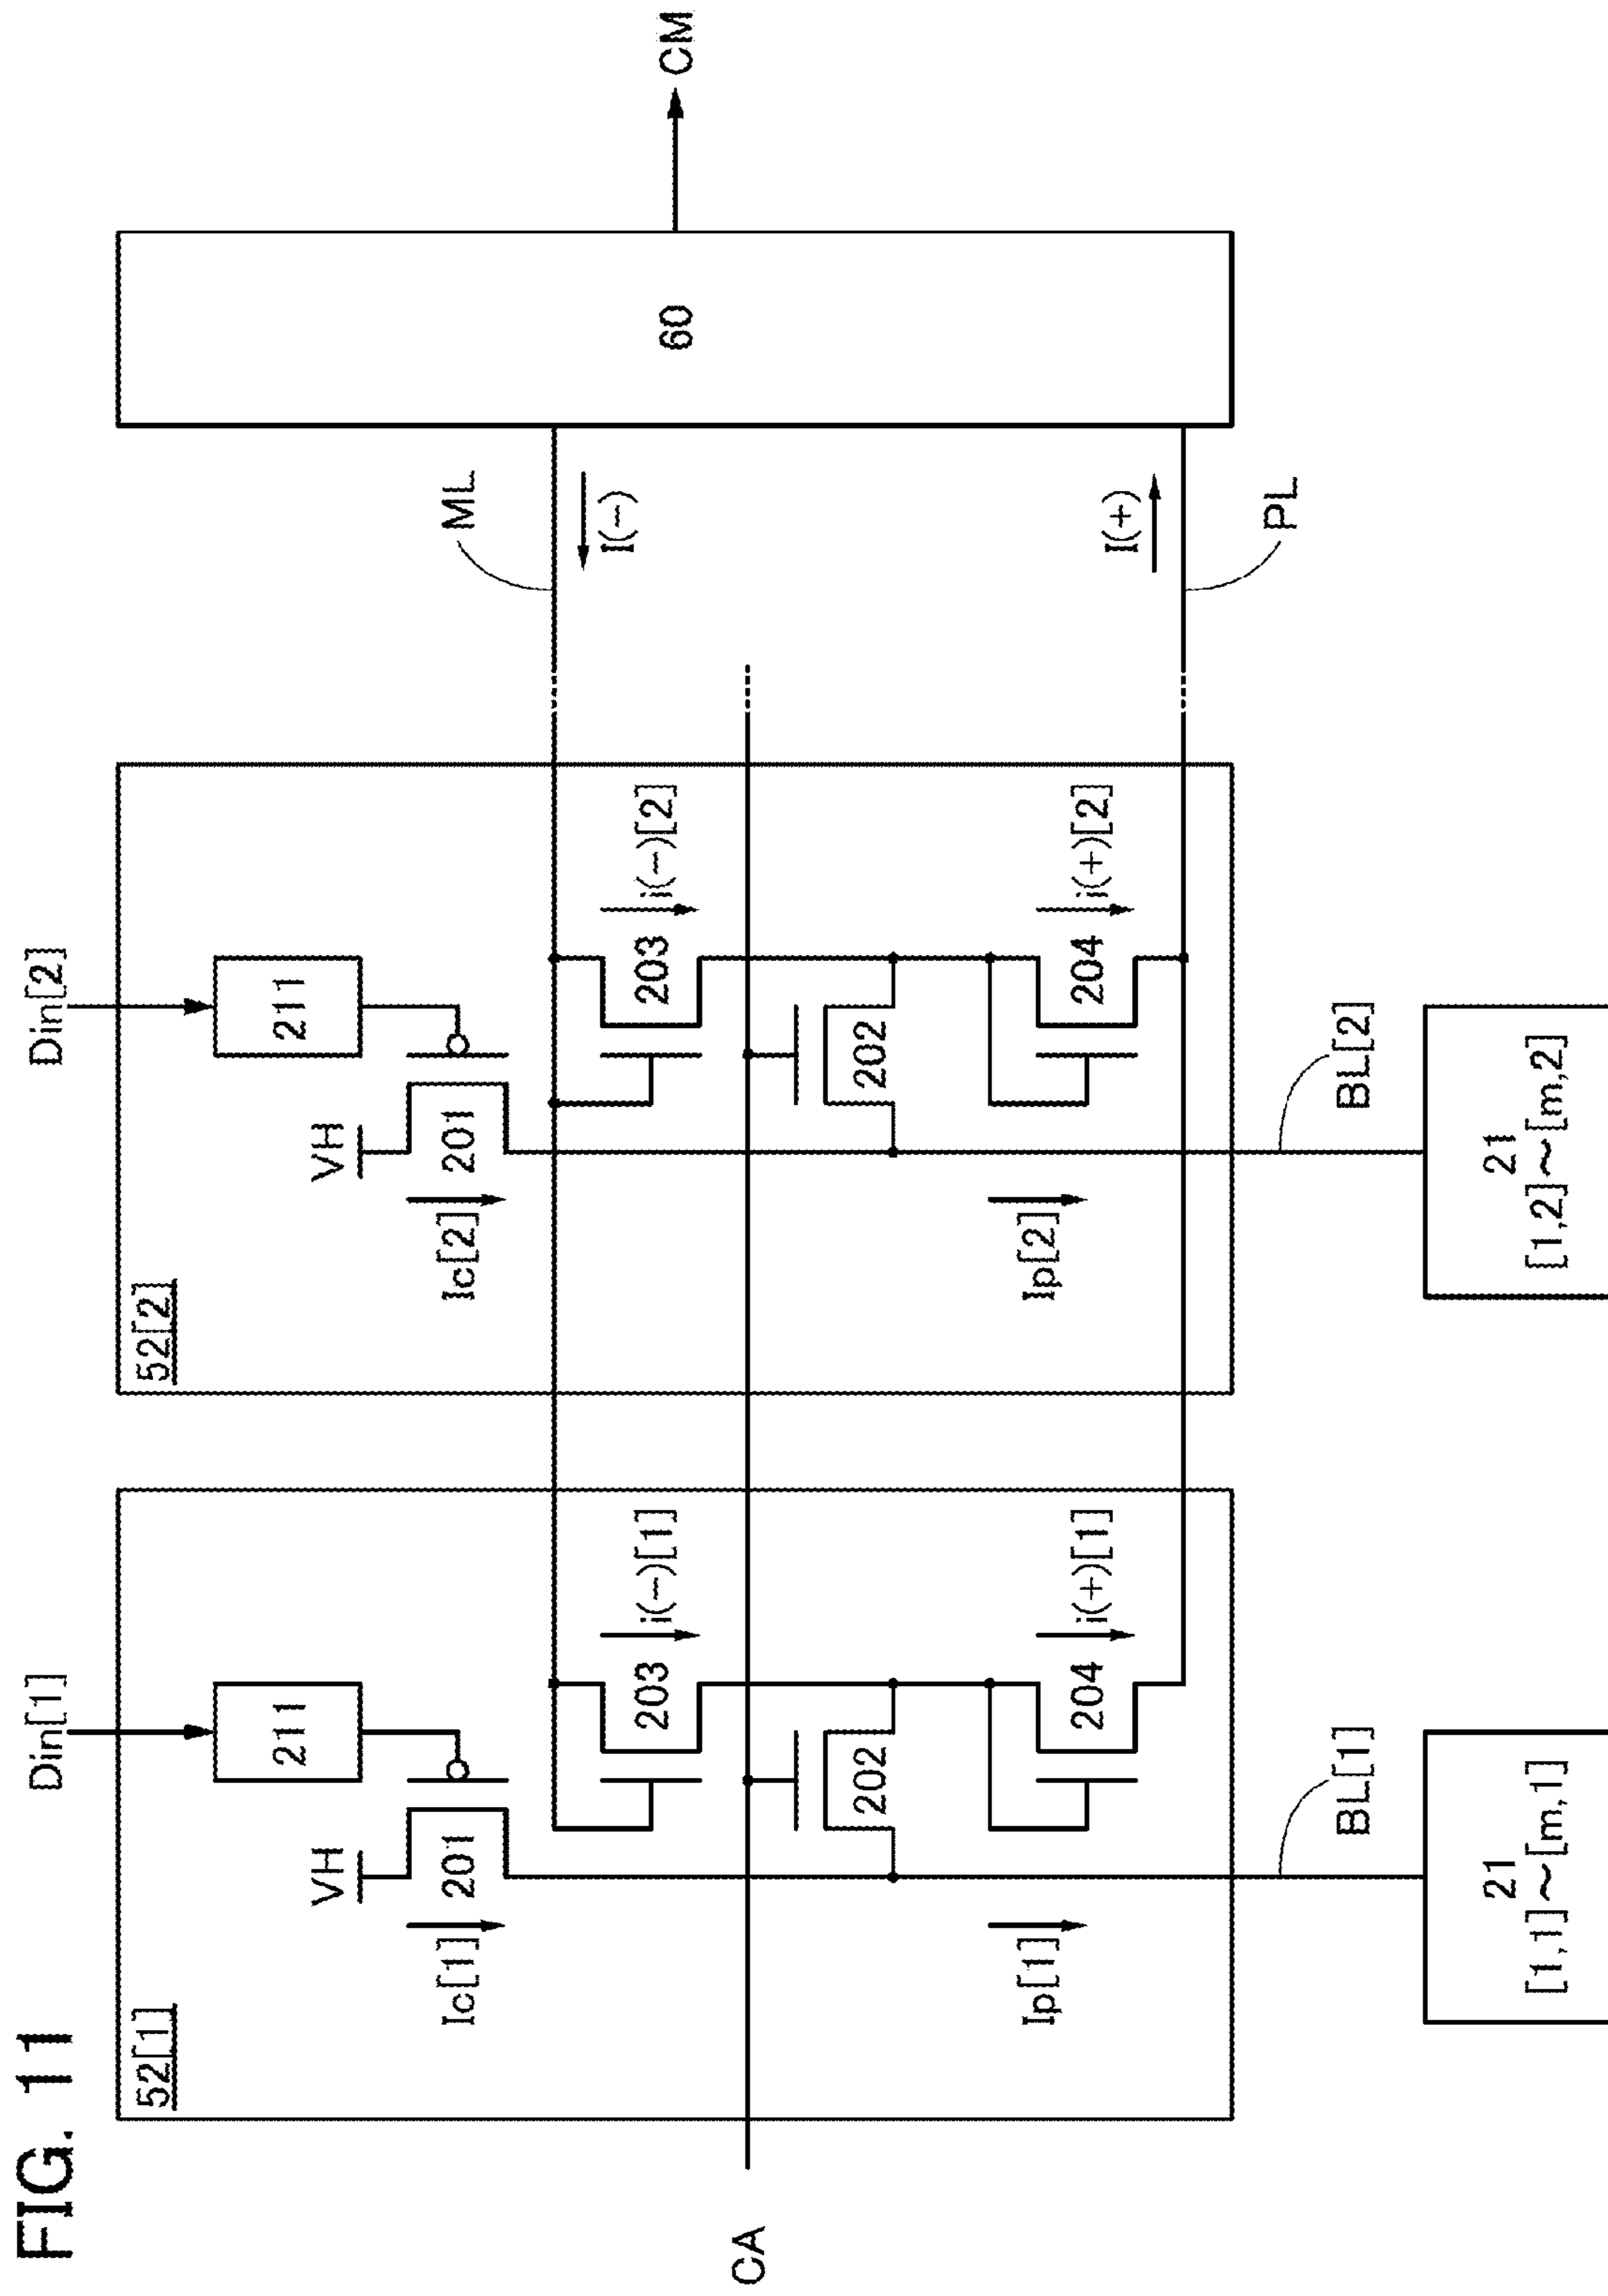 FIG. 11
Din[1]
Din[2]
52[1]
52[2]
211
211
VH
VH
60
CM
Ic[1]
201
Ic[2]
201
ML
203
i(−)[1]
203
i(−)[2]
I(−)
CA
202
202
Ip[1]
204
i(+)[1]
Ip[2]
204
i(+)[2]
I(+)
PL
BL[1]
BL[2]
21
[1,1]~[m,1]
21
[1,2]~[m,2]